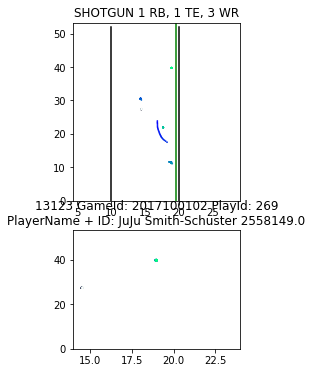 SHOTGUN 1 RB, 1 TE, 3 WR
50
40
30
20
10
0
5 10 15 20 25
13123 GameId: 2017100102 PlayId: 269
PlayerName + ID: JuJu Smith-Schuster 2558149.0
40
20
0
15.0 17.5 20.0 22.5